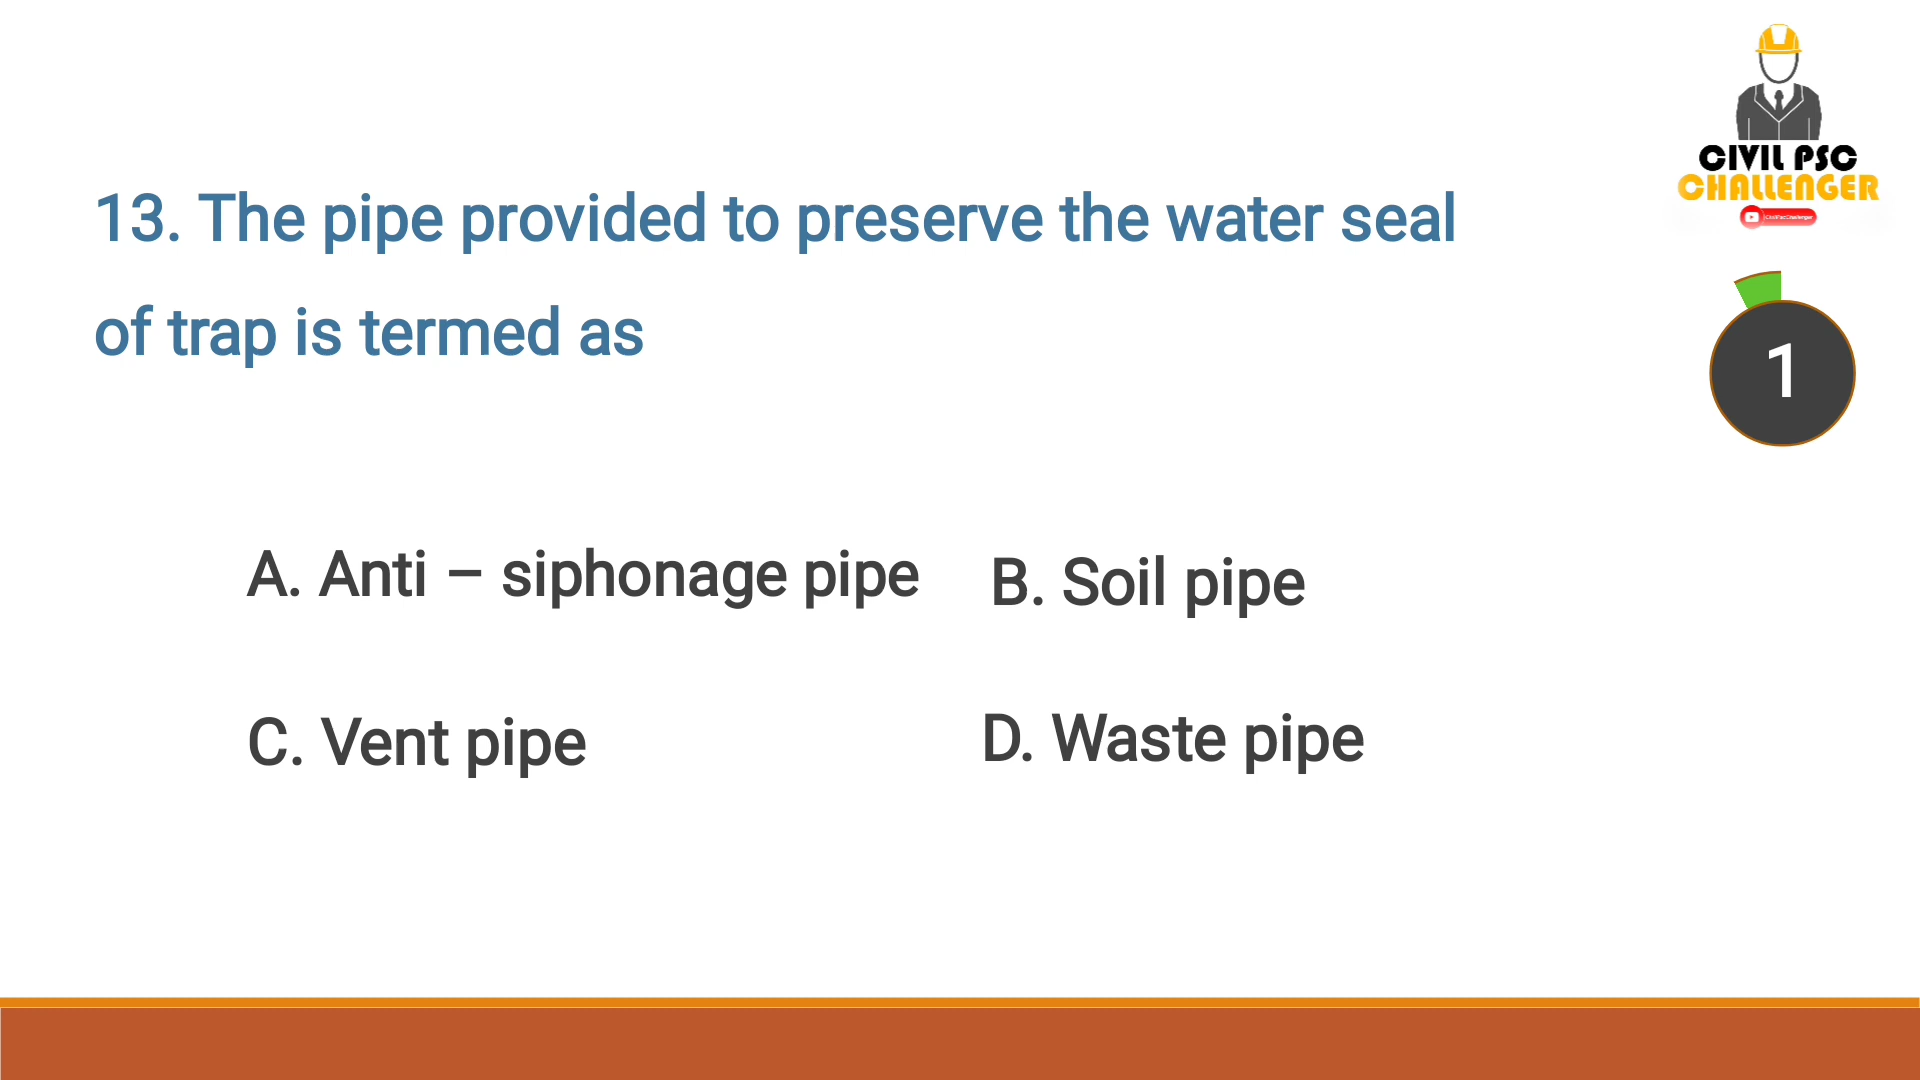 CIVIL PSC
CHALLENGER
13. The pipe provided to preserve the water seal
of trap is termed as
1
A. Anti – siphonage pipe
B. Soil pipe
C. Vent pipe
D. Waste pipe